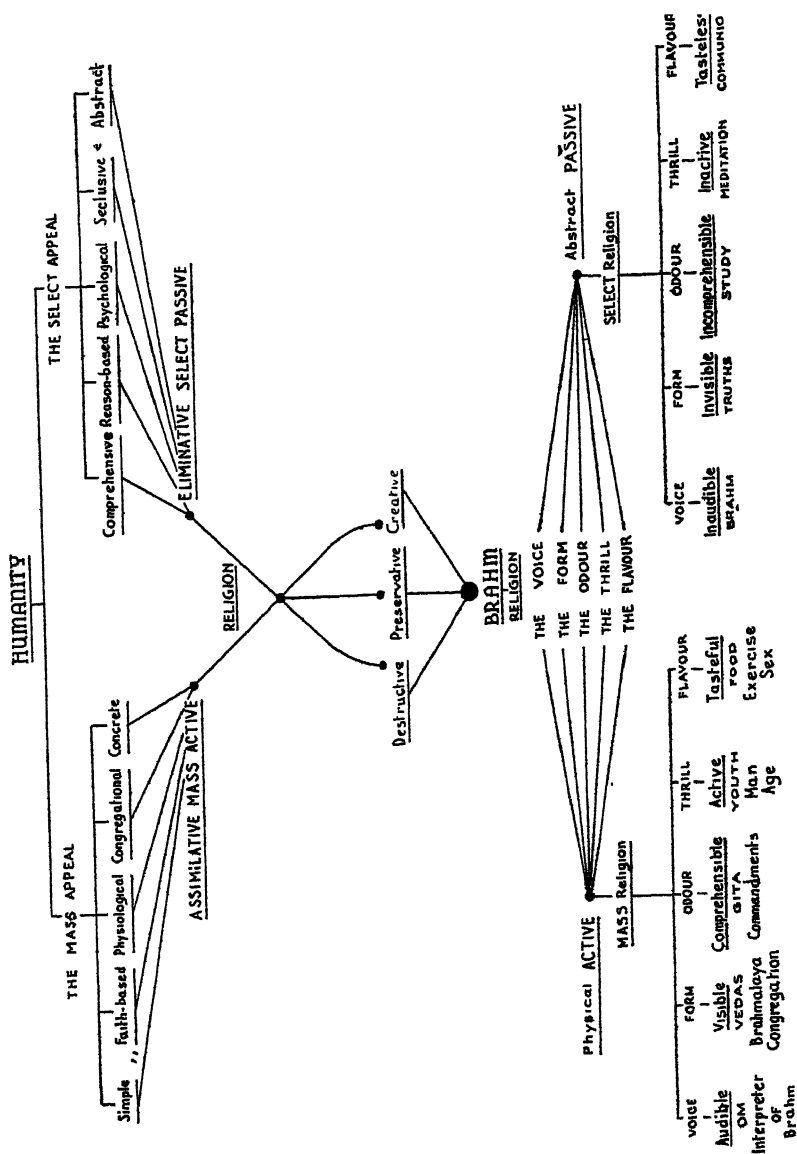 HUMANITY
THE MASS APPEAL
THE SELECT APPEAL
Simple
Faith-based
Physiological
Congregational
Concrete
Comprehensive
Reason-based
Psychological
Seclusive &
Abstract
ASSIMILATIVE MASS ACTIVE
RELIGION
ELIMINATIVE SELECT PASSIVE
Destructive
Preservative
Creative
BRAHM
RELIGION
THE VOICE
THE FORM
THE ODOUR
THE THRILL
THE FLAVOUR
Physical ACTIVE
MASS Religion
Abstract PASSIVE
SELECT Religion
VOICE
FORM
ODOUR
THRILL
FLAVOUR
Audible
Visible
Comprehensible
Active
Tasteful
OM
VEDAS
GITA
YOUTH
FOOD
Interpreter
Brahmalaya
Commandments
Man
Exercise
OF
Congregation
Age
Sex
Brahm
VOICE
FORM
ODOUR
THRILL
FLAVOUR
Inaudible
Invisible
Incomprehensible
Inactive
Tasteles
BRAHM
TRUTHS
STUDY
MEDITATION
COMMUNIO